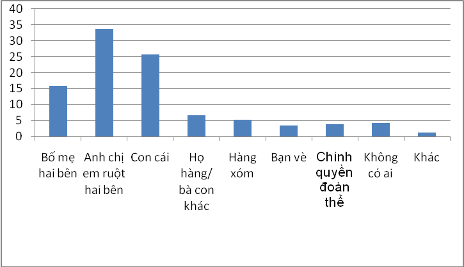 40
35
30
25
20
15
10
5
0
Bố mẹ
hai bên
Anh chị
em ruột
hai bên
Con cái
Họ
hàng/
bà con
khác
Hàng
xóm
Bạn vè
Chinh
quyền
đoàn
thể
Không
có ai
Khác